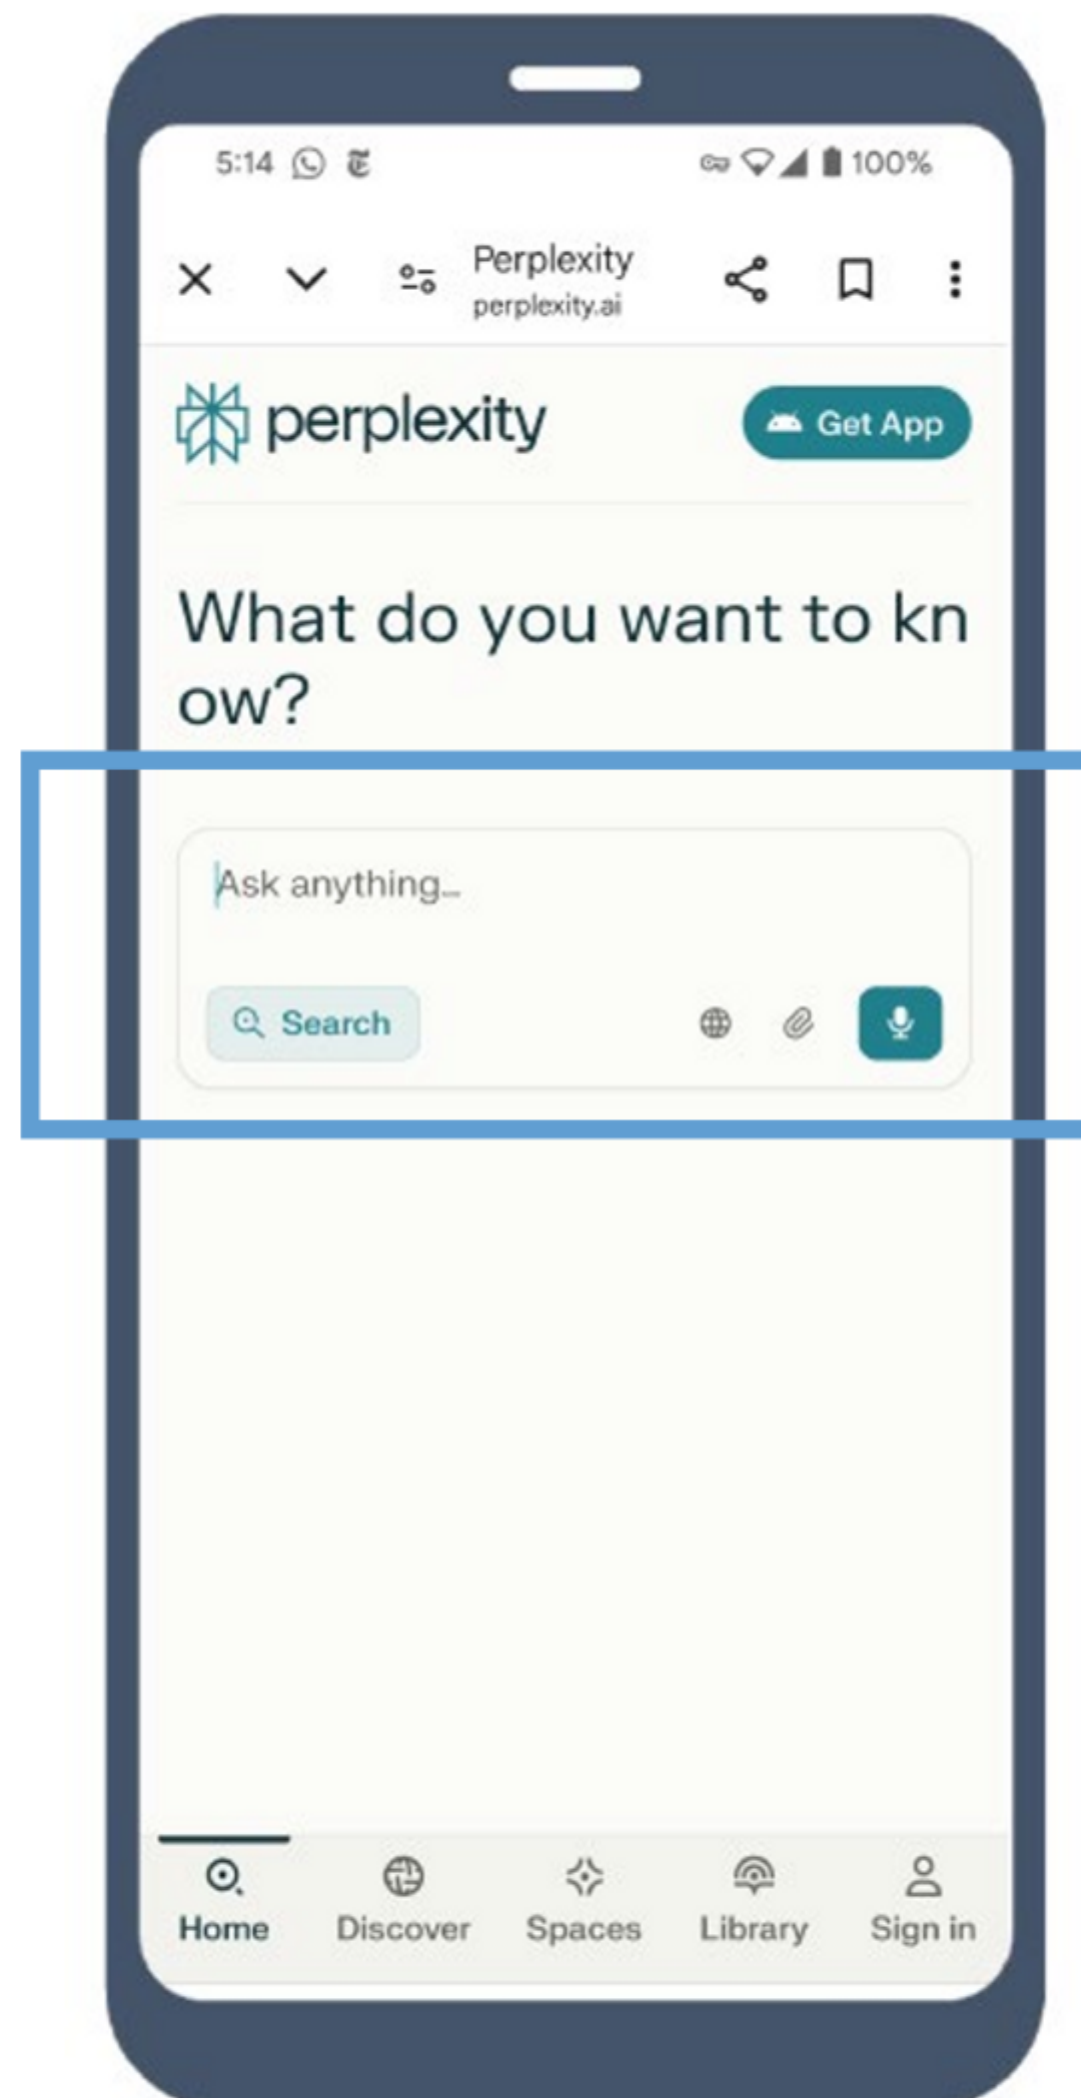 5:14 100%
Perplexity
perplexity.ai
perplexity Get App
What do you want to kn
ow?
Ask anything…
Search
Home Discover Spaces Library Sign in